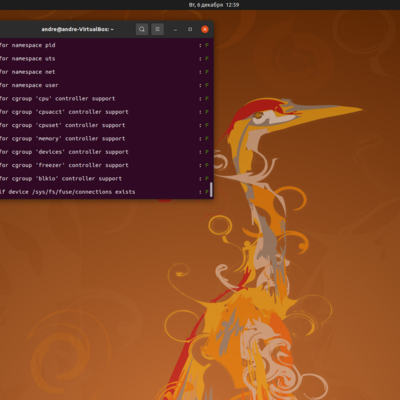 Вт, 6 декабря 12:59
andre@andre-VirtualBox: ~
for namespace pid : P
for namespace uts : P
for namespace net : P
for namespace user : P
for cgroup 'cpu' controller support : P
for cgroup 'cpuacct' controller support : P
for cgroup 'cpuset' controller support : P
for cgroup 'memory' controller support : P
for cgroup 'devices' controller support : P
for cgroup 'freezer' controller support : P
for cgroup 'blkio' controller support : P
if device /sys/fs/fuse/connections exists : P